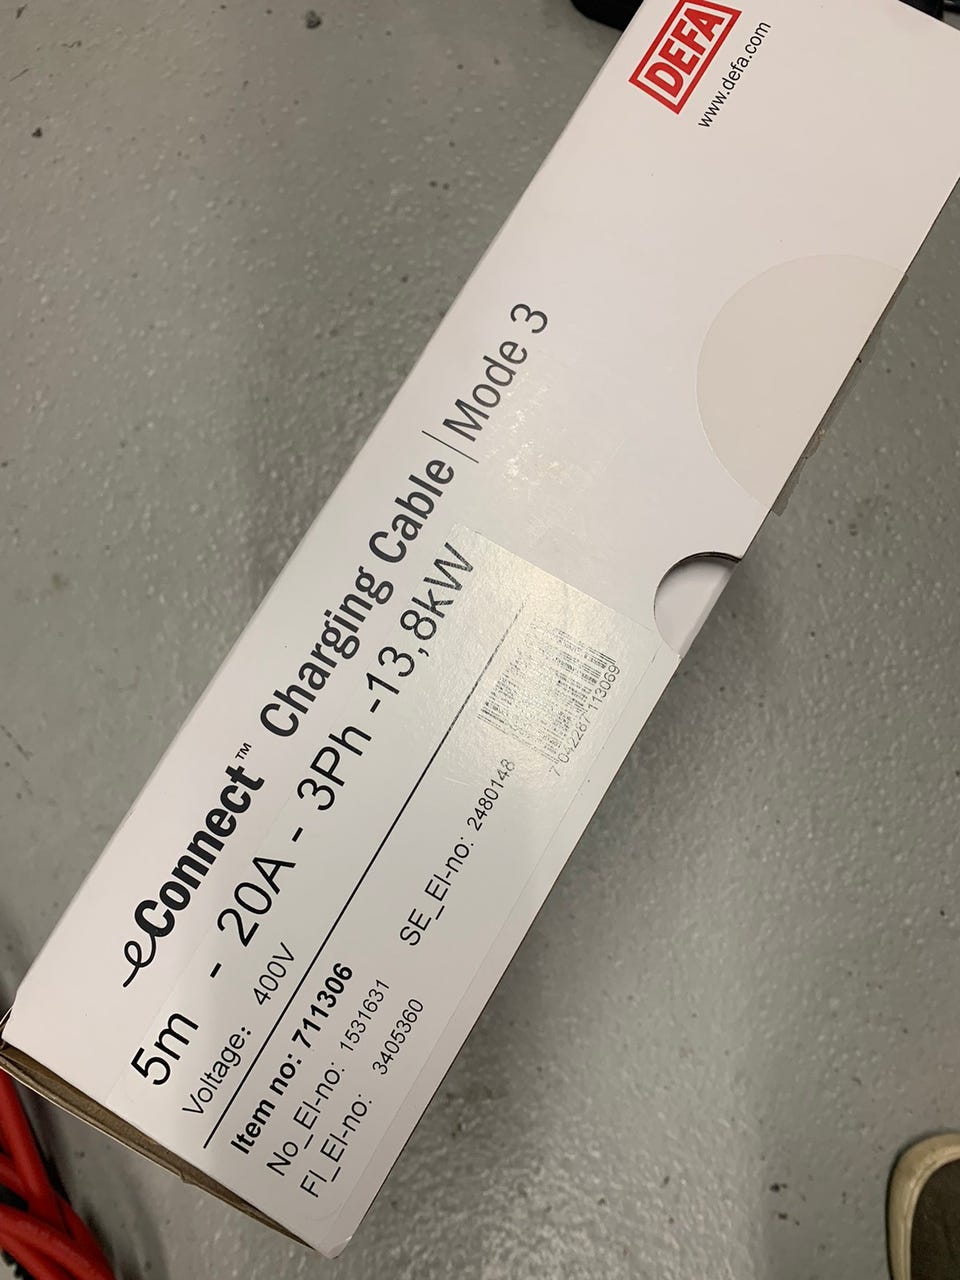 DEFA
www.defa.com
eConnect™ Charging Cable | Mode 3
5m - 20A - 3Ph -13,8kW
Voltage: 400V
Item no: 711306
No_El-no: 1531631
SE_El-no: 2480148
FI_El-no: 3405360
7 042287 113069